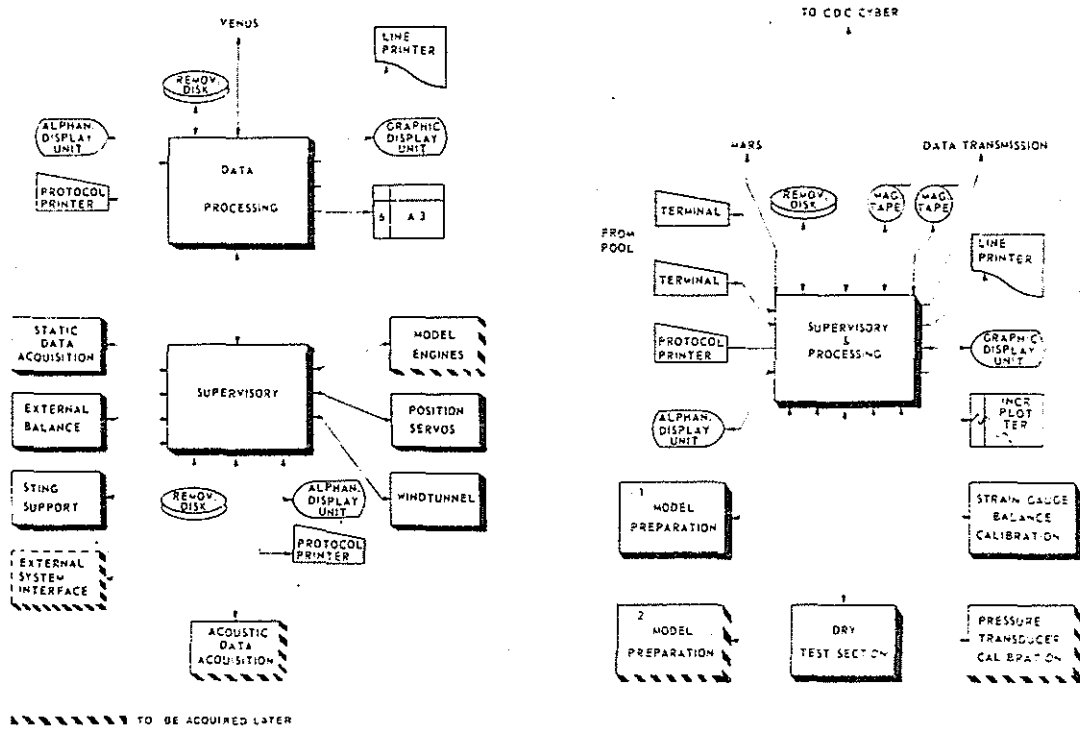 VENUS
LINE
PRINTER
REMOV.
DISK
ALPHAN.
DISPLAY
UNIT
GRAPHIC
DISPLAY
UNIT
DATA
PROCESSING
PROTOCOL
PRINTER
A3
STATIC
DATA
ACQUISITION
MODEL
ENGINES
SUPERVISORY
EXTERNAL
BALANCE
POSITION
SERVOS
STING
SUPPORT
REMOV.
DISK
ALPHAN.
DISPLAY
UNIT
WINDTUNNEL
PROTOCOL
PRINTER
EXTERNAL
SYSTEM
INTERFACE
ACOUSTIC
DATA
ACQUISITION
TO BE ACQUIRED LATER
TO CDC CYBER
MARS
DATA TRANSMISSION
TERMINAL
REMOV.
DISK
MAG.
TAPE
MAG.
TAPE
FROM
POOL
LINE
PRINTER
TERMINAL
SUPERVISORY
&
PROCESSING
PROTOCOL
PRINTER
GRAPHIC
DISPLAY
UNIT
ALPHAN.
DISPLAY
UNIT
INCR
PLOT
TER
1
MODEL
PREPARATION
STRAIN GAUGE
BALANCE
CALIBRATION
2
MODEL
PREPARATION
DRY
TEST SECTION
PRESSURE
TRANSDUCER
CALIBRATION